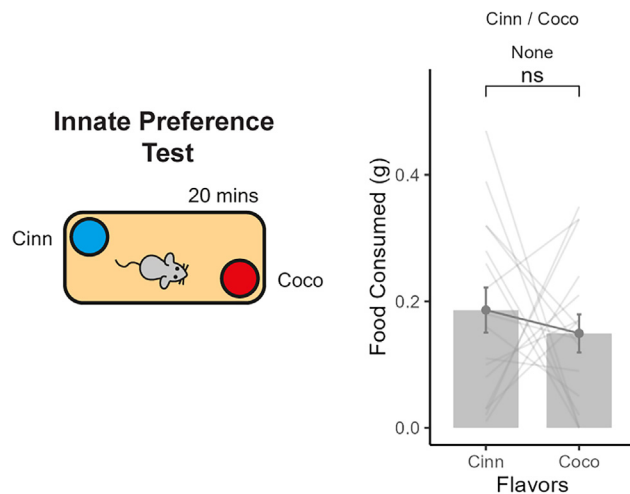 Innate Preference
Test
20 mins
Cinn
Coco
Cinn / Coco
None
ns
Food Consumed (g)
0.4
0.2
0.0
Cinn
Coco
Flavors